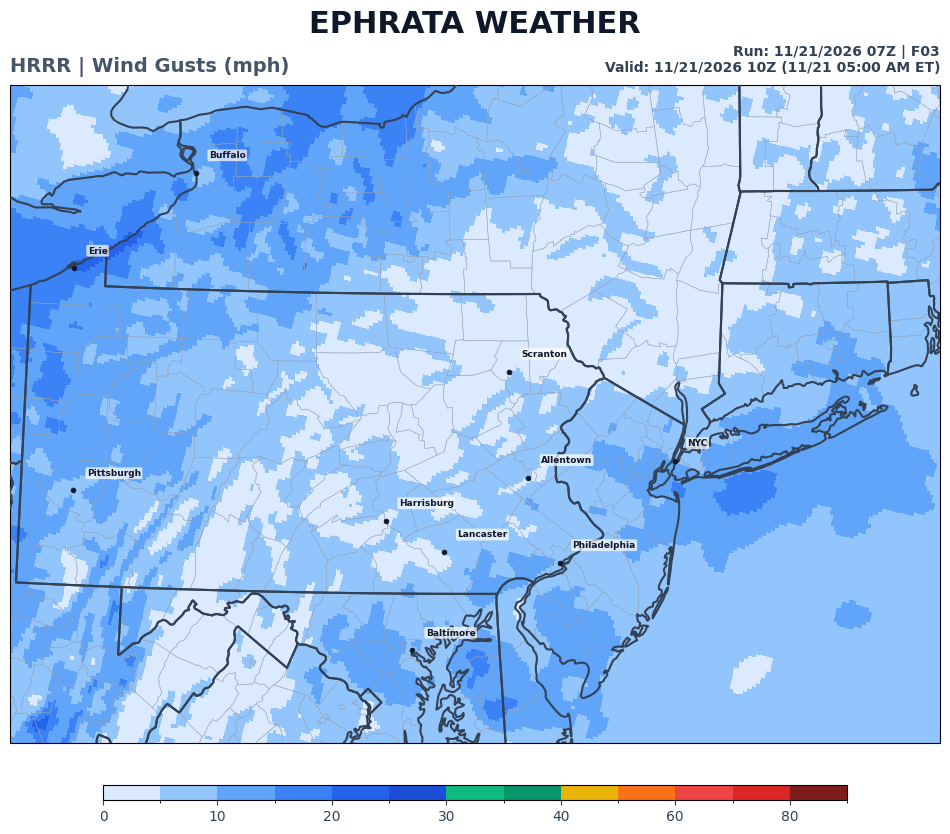 EPHRATA WEATHER
HRRR | Wind Gusts (mph)
Run: 11/21/2026 07Z | F03
Valid: 11/21/2026 10Z (11/21 05:00 AM ET)
Buffalo
Erie
Scranton
NYC
Allentown
Pittsburgh
Harrisburg
Lancaster
Philadelphia
Baltimore
0 10 20 30 40 60 80